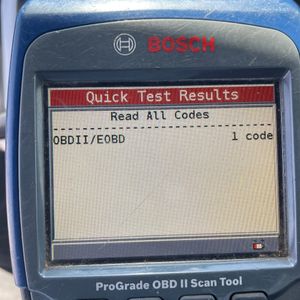 BOSCH
Quick Test Results
Read All Codes
OBDII/EOBD 1 code
ProGrade OBD II Scan Tool